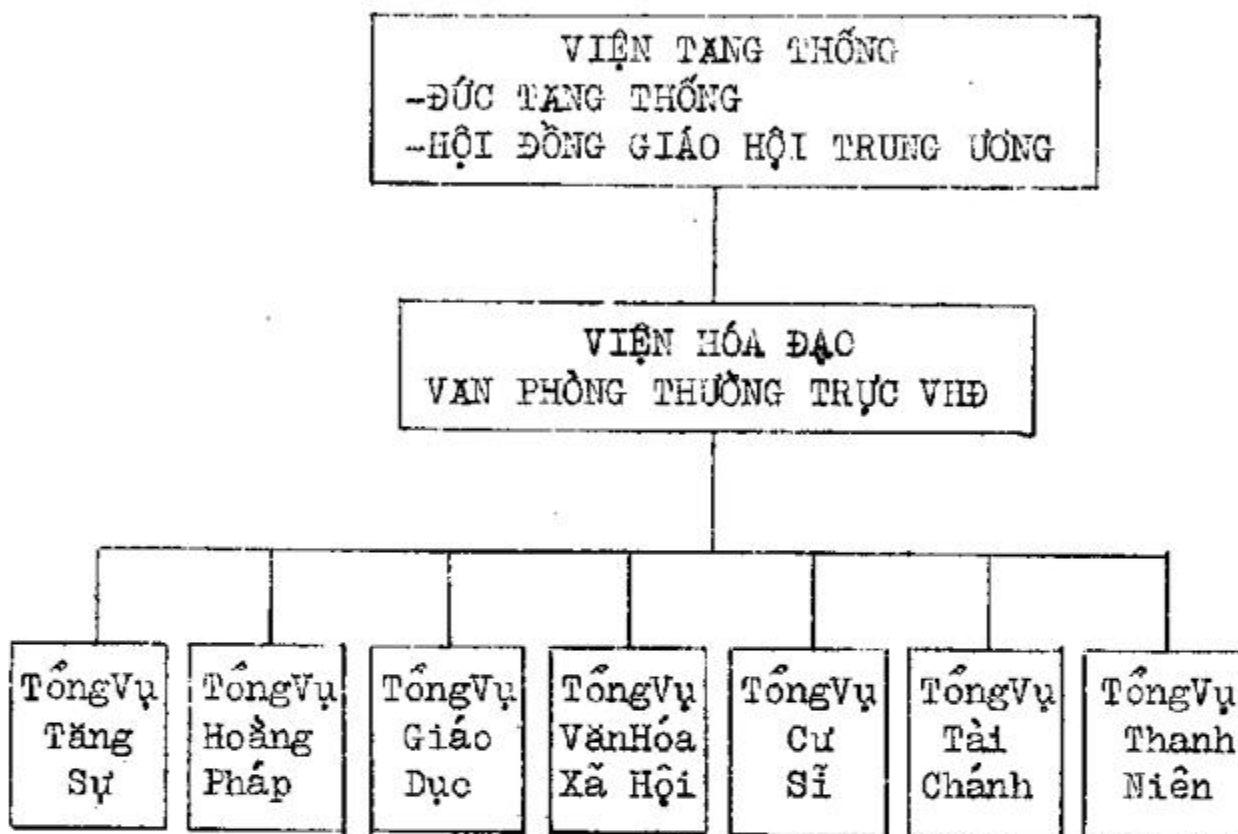 VIỆN TĂNG THỐNG
-ĐỨC TĂNG THỐNG
-HỘI ĐỒNG GIÁO HỘI TRUNG ƯƠNG
VIỆN HÓA ĐẠO
VĂN PHÒNG THƯỜNG TRỰC VHĐ
TổngVụ
Tăng
Sự
TổngVụ
Hoằng
Pháp
TổngVụ
Giáo
Dục
TổngVụ
VănHóa
Xã Hội
TổngVụ
Cư
Sĩ
TổngVụ
Tài
Chánh
TổngVụ
Thanh
Niên